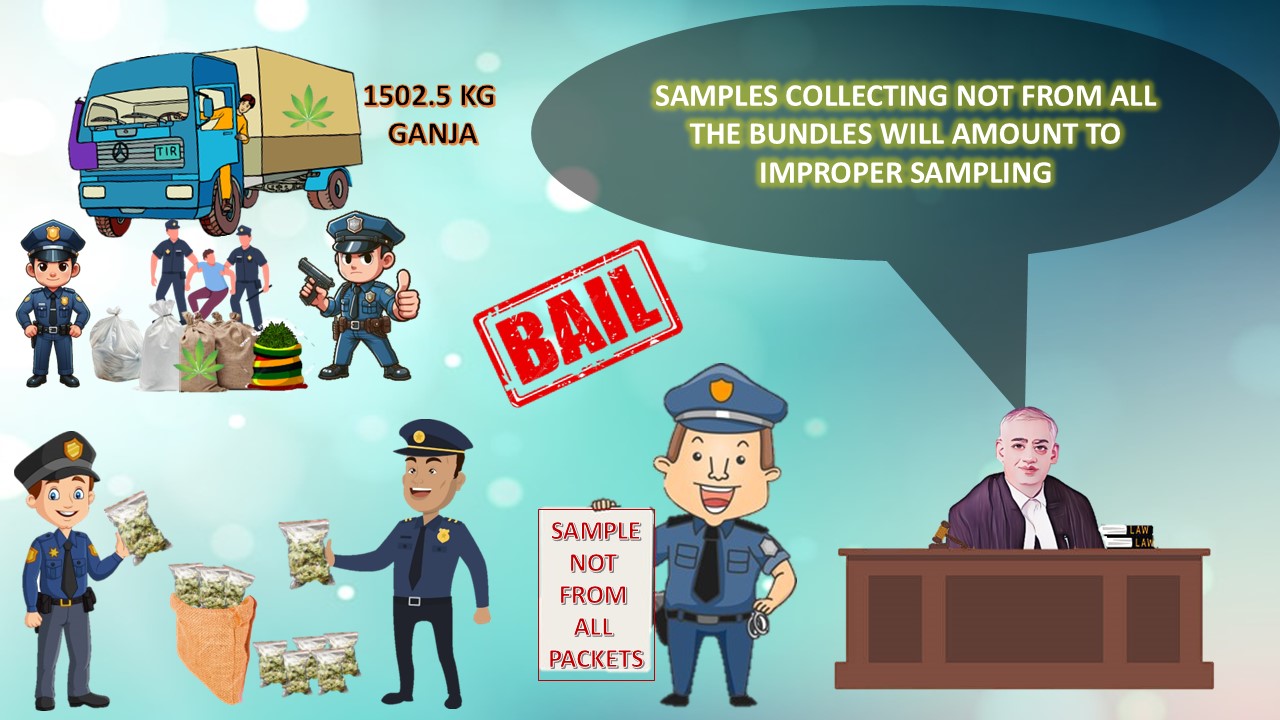 1502.5 KG
GANJA
SAMPLES COLLECTING NOT FROM ALL
THE BUNDLES WILL AMOUNT TO
IMPROPER SAMPLING
TIR
BAIL
SAMPLE
NOT
FROM
ALL
PACKETS
LAW
LAW